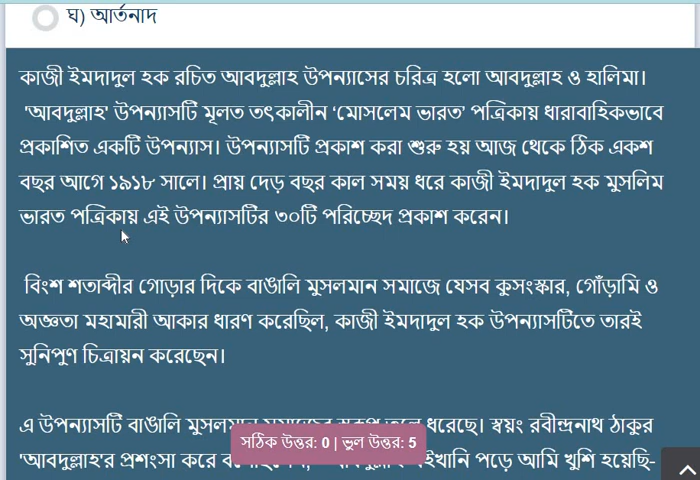 ঘ) আর্তনাদ
কাজী ইমদাদুল হক রচিত আবদুল্লাহ উপন্যাসের চরিত্র হলো আবদুল্লাহ ও হালিমা।
'আবদুল্লাহ' উপন্যাসটি মূলত তৎকালীন ‘মোসলেম ভারত’ পত্রিকায় ধারাবাহিকভাবে
প্রকাশিত একটি উপন্যাস। উপন্যাসটি প্রকাশ করা শুরু হয় আজ থেকে ঠিক একশ
বছর আগে ১৯১৮ সালে। প্রায় দেড় বছর কাল সময় ধরে কাজী ইমদাদুল হক মুসলিম
ভারত পত্রিকায় এই উপন্যাসটির ৩০টি পরিচ্ছেদ প্রকাশ করেন।
বিংশ শতাব্দীর গোড়ার দিকে বাঙালি মুসলমান সমাজে যেসব কুসংস্কার, গোঁড়ামি ও
অজ্ঞতা মহামারী আকার ধারণ করেছিল, কাজী ইমদাদুল হক উপন্যাসটিতে তারই
সুনিপুণ চিত্রায়ন করেছেন।
এ উপন্যাসটি বাঙালি ধরেছে। স্বয়ং রবীন্দ্রনাথ ঠাকুর
সঠিক উত্তর: 0 | ভুল উত্তর: 5
'আবদুল্লাহ'র প্রশংসা করে পড়ে আমি খুশি হয়েছি-